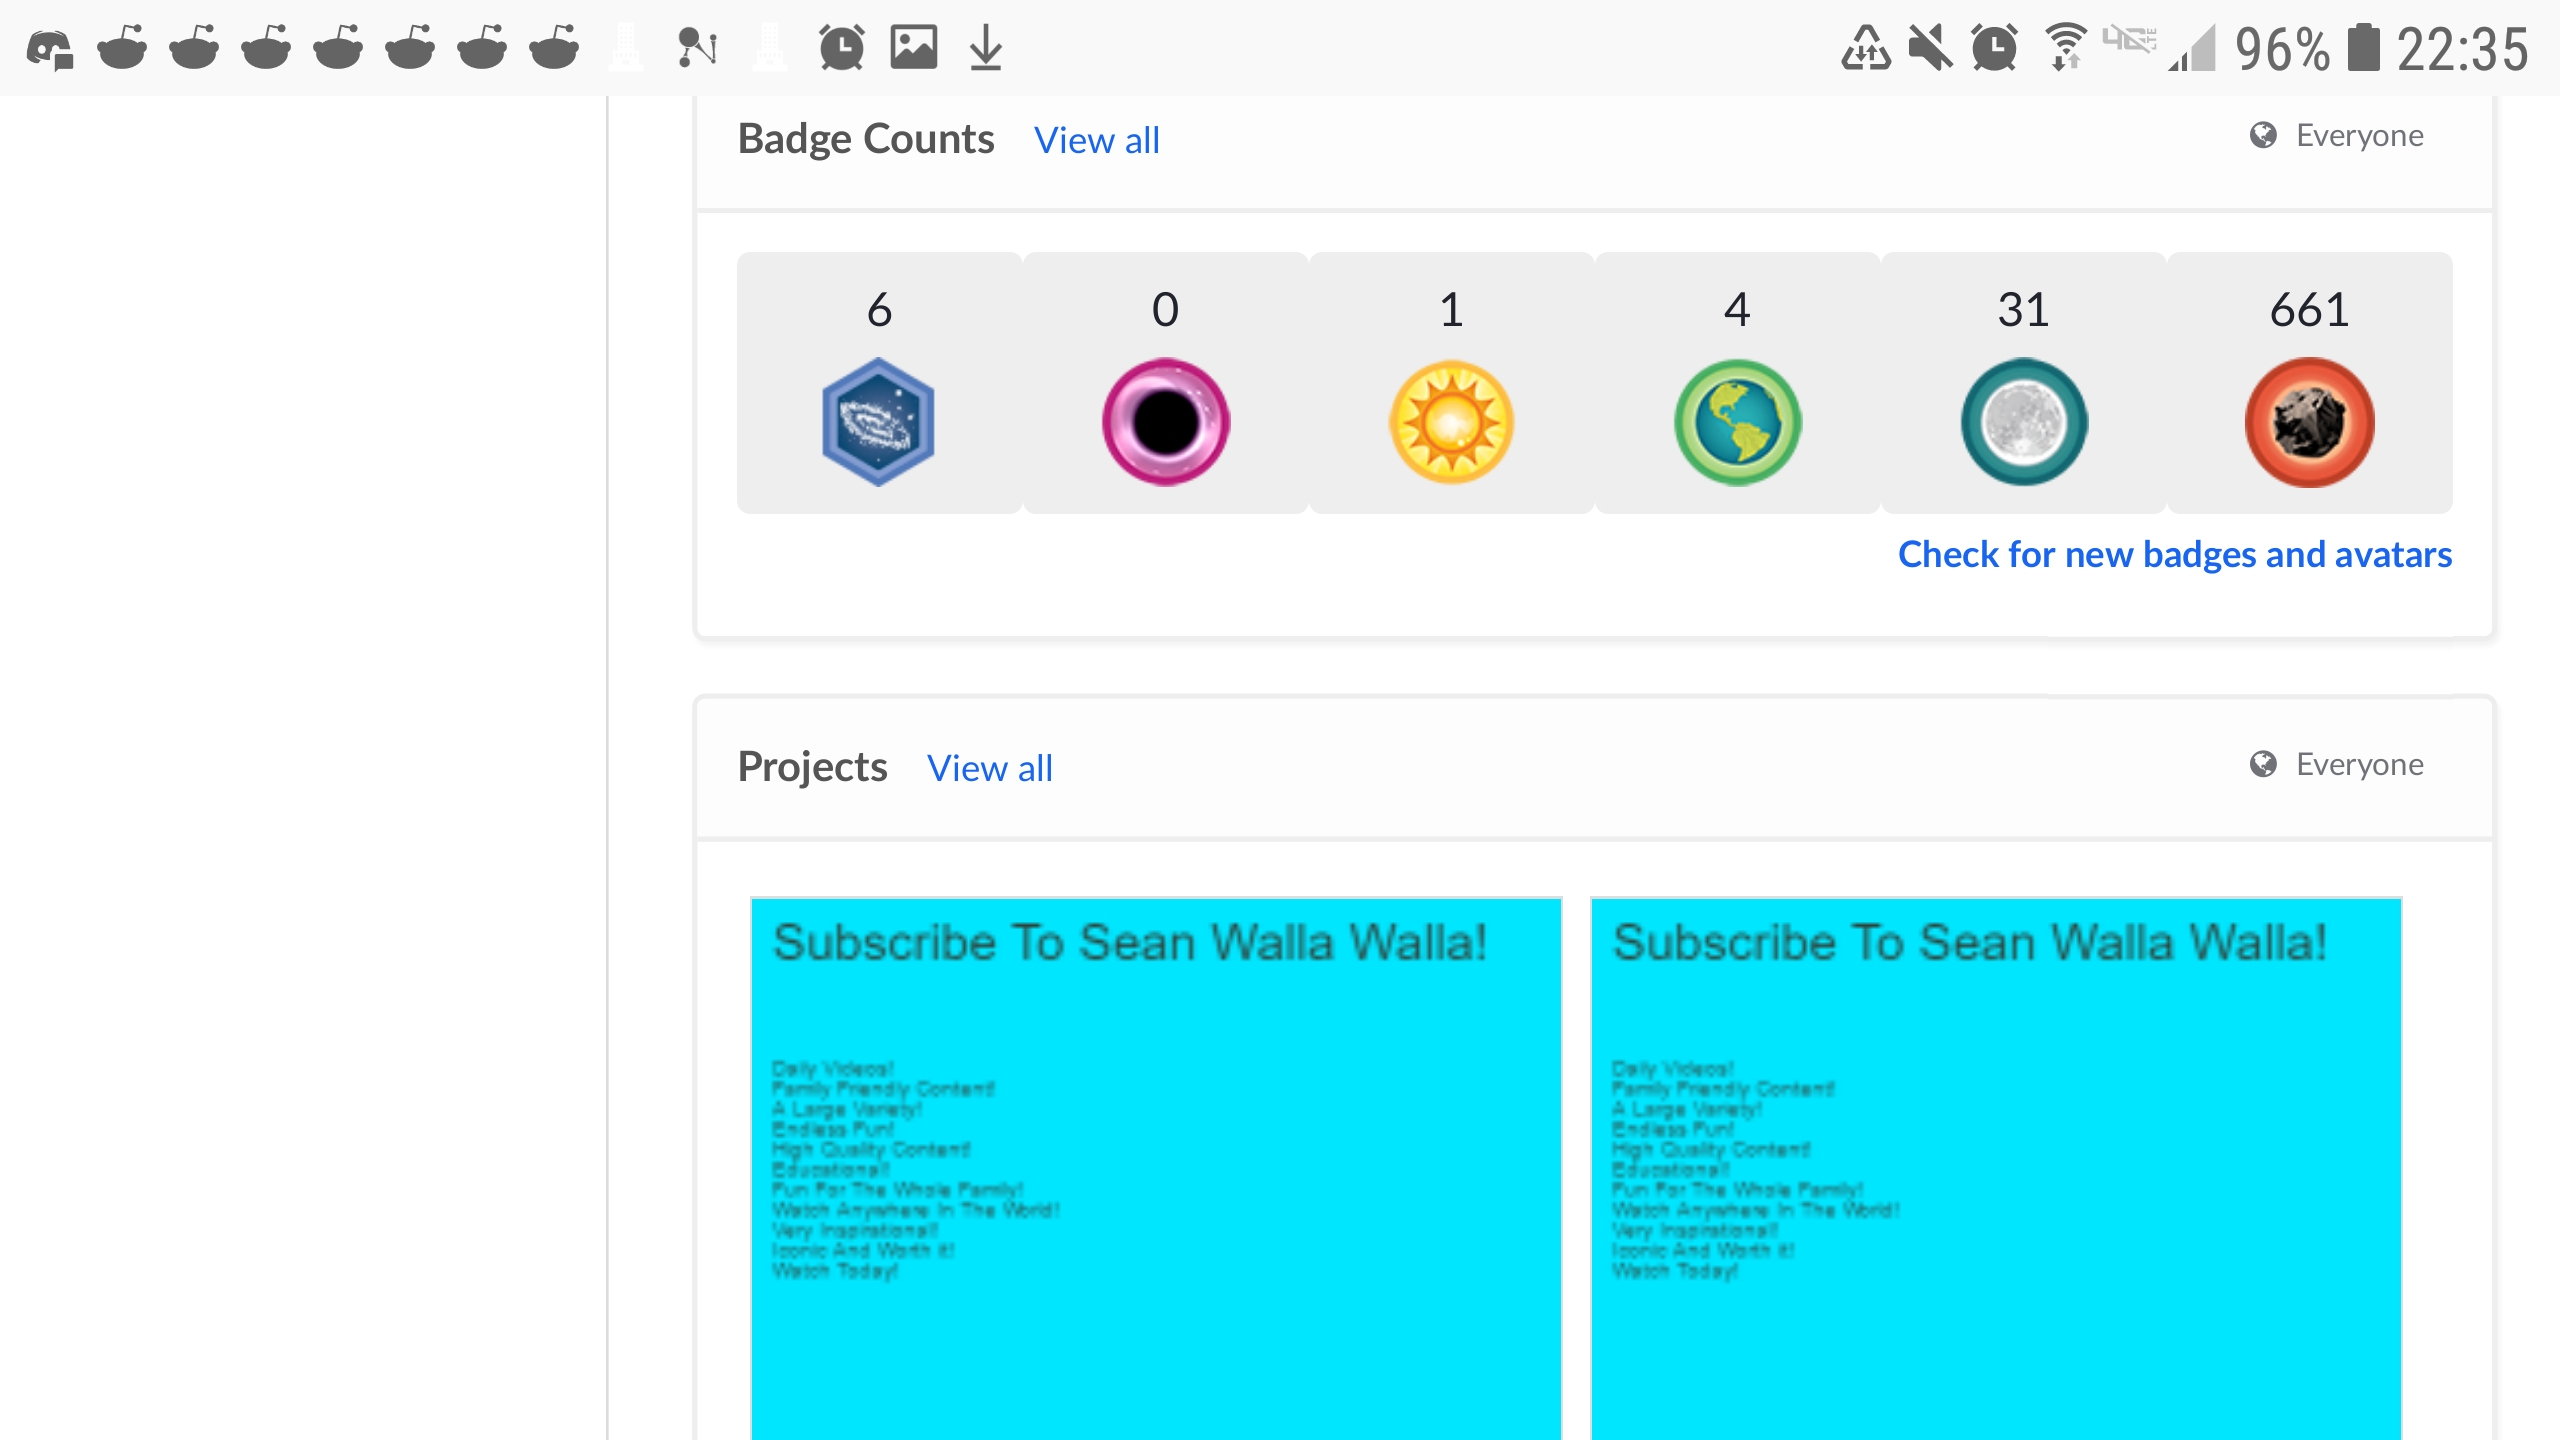 96% 22:35
Badge Counts View all Everyone
6 0 1 4 31 661
Check for new badges and avatars
Projects View all Everyone
Subscribe To Sean Walla Walla!
Daily Videos!
Family Friendly Content!
A Large Variety!
Endless Fun!
High Quality Content!
Educational!
Fun For The Whole Family!
Watch Anywhere In The World!
Very Inspirational!
Iconic And Worth It!
Watch Today!
Subscribe To Sean Walla Walla!
Daily Videos!
Family Friendly Content!
A Large Variety!
Endless Fun!
High Quality Content!
Educational!
Fun For The Whole Family!
Watch Anywhere In The World!
Very Inspirational!
Iconic And Worth It!
Watch Today!